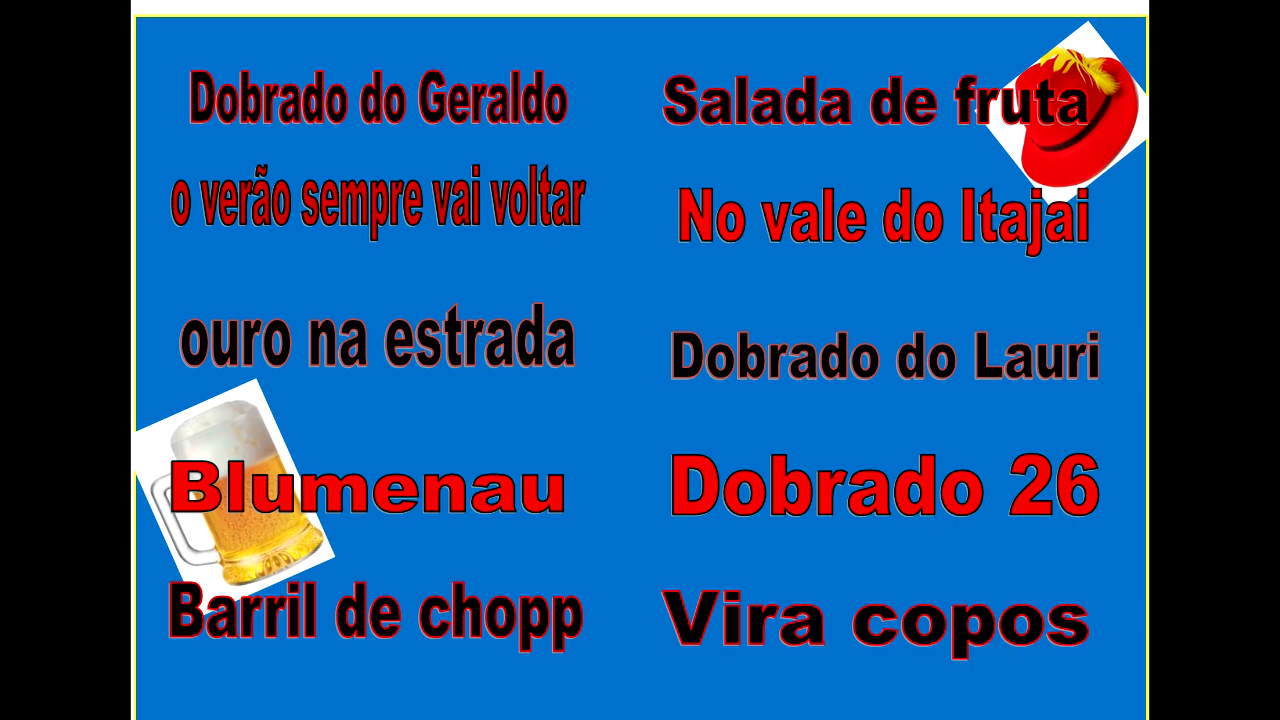 Dobrado do Geraldo
o verão sempre vai voltar
ouro na estrada
Blumenau
Barril de chopp
Salada de fruta
No vale do Itajai
Dobrado do Lauri
Dobrado 26
Vira copos